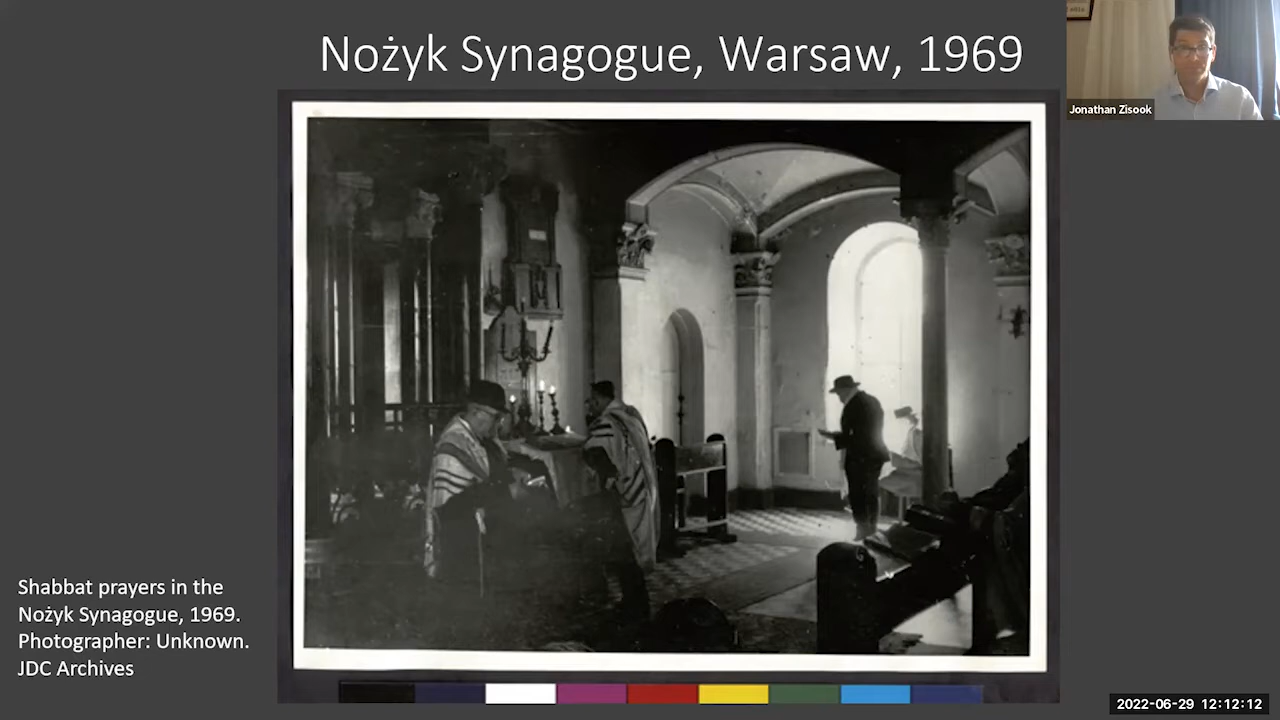 Nożyk Synagogue, Warsaw, 1969
Jonathan Zisook
Shabbat prayers in the
Nożyk Synagogue, 1969.
Photographer: Unknown.
JDC Archives
2022-06-29 12:12:12